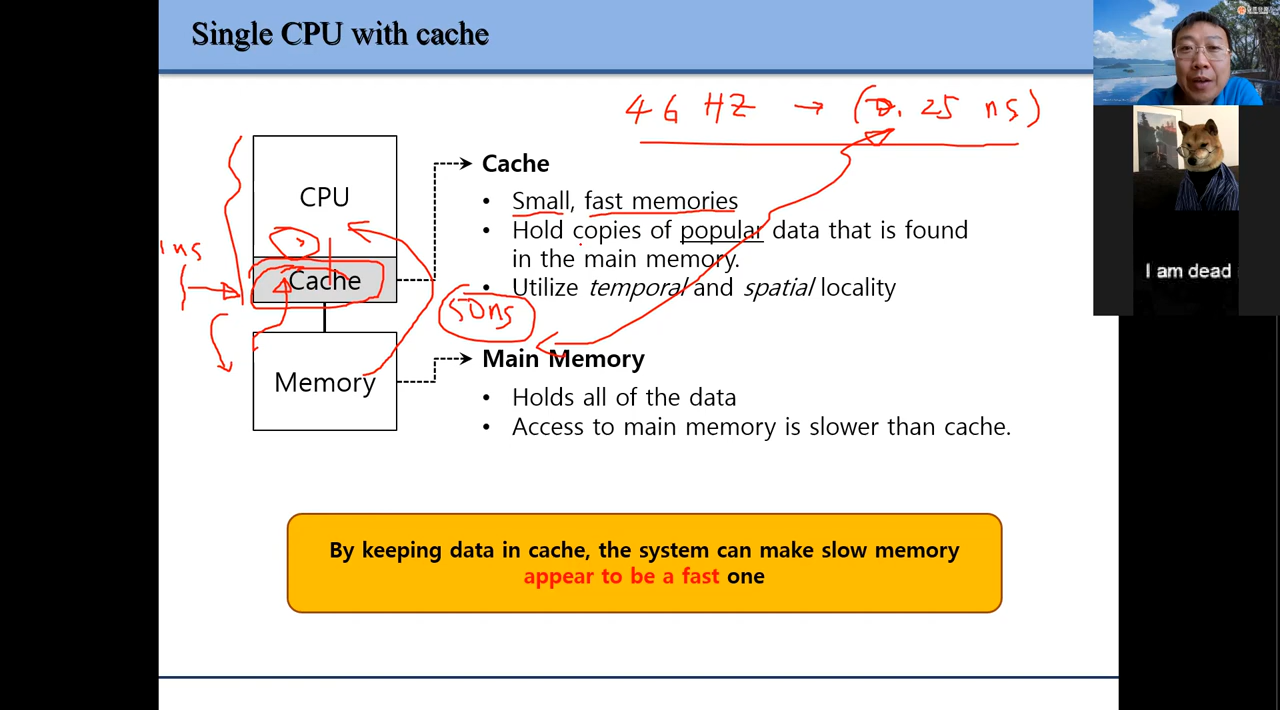 Single CPU with cache
4G HZ → (0.25 ns)
CPU
Cache
Memory
1ns
50ns
Cache
• Small, fast memories
• Hold copies of popular data that is found
in the main memory.
• Utilize temporal and spatial locality
Main Memory
• Holds all of the data
• Access to main memory is slower than cache.
By keeping data in cache, the system can make slow memory
appear to be a fast one
I am dead